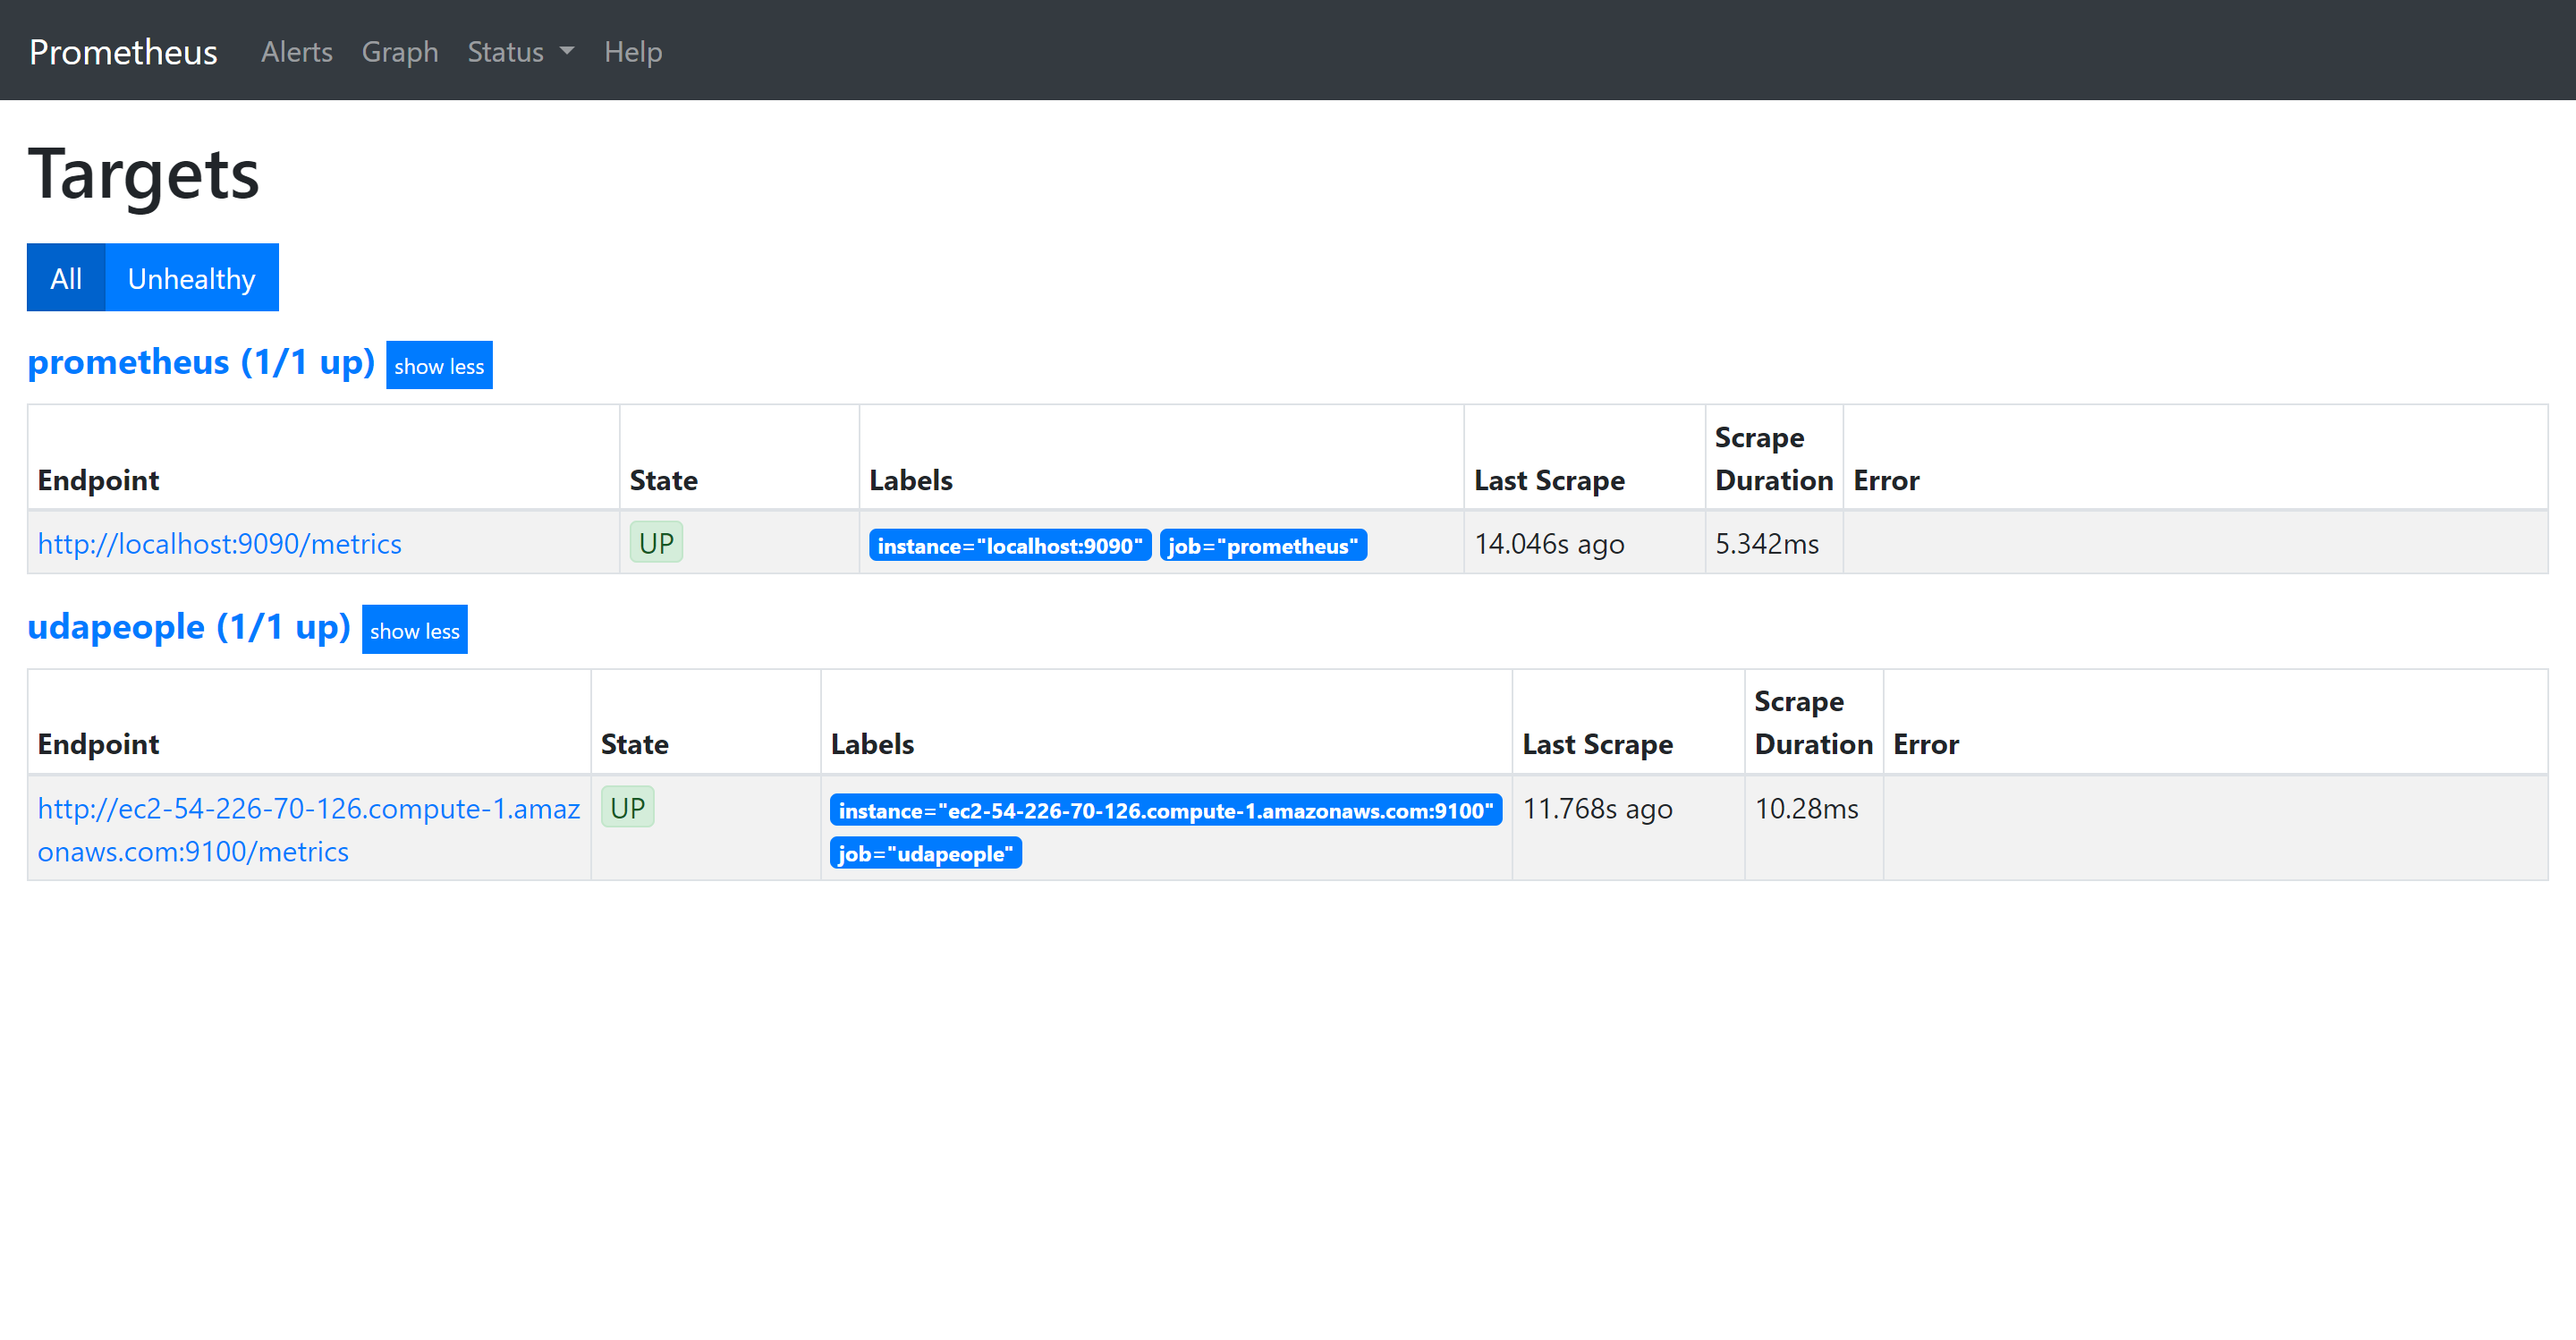 Prometheus Alerts Graph Status Help
Targets
All Unhealthy
prometheus (1/1 up) show less
Endpoint State Labels Last Scrape Scrape Duration Error
http://localhost:9090/metrics UP instance="localhost:9090" job="prometheus" 14.046s ago 5.342ms
udapeople (1/1 up) show less
Endpoint State Labels Last Scrape Scrape Duration Error
http://ec2-54-226-70-126.compute-1.amaz UP instance="ec2-54-226-70-126.compute-1.amazonaws.com:9100" 11.768s ago 10.28ms
onaws.com:9100/metrics job="udapeople"